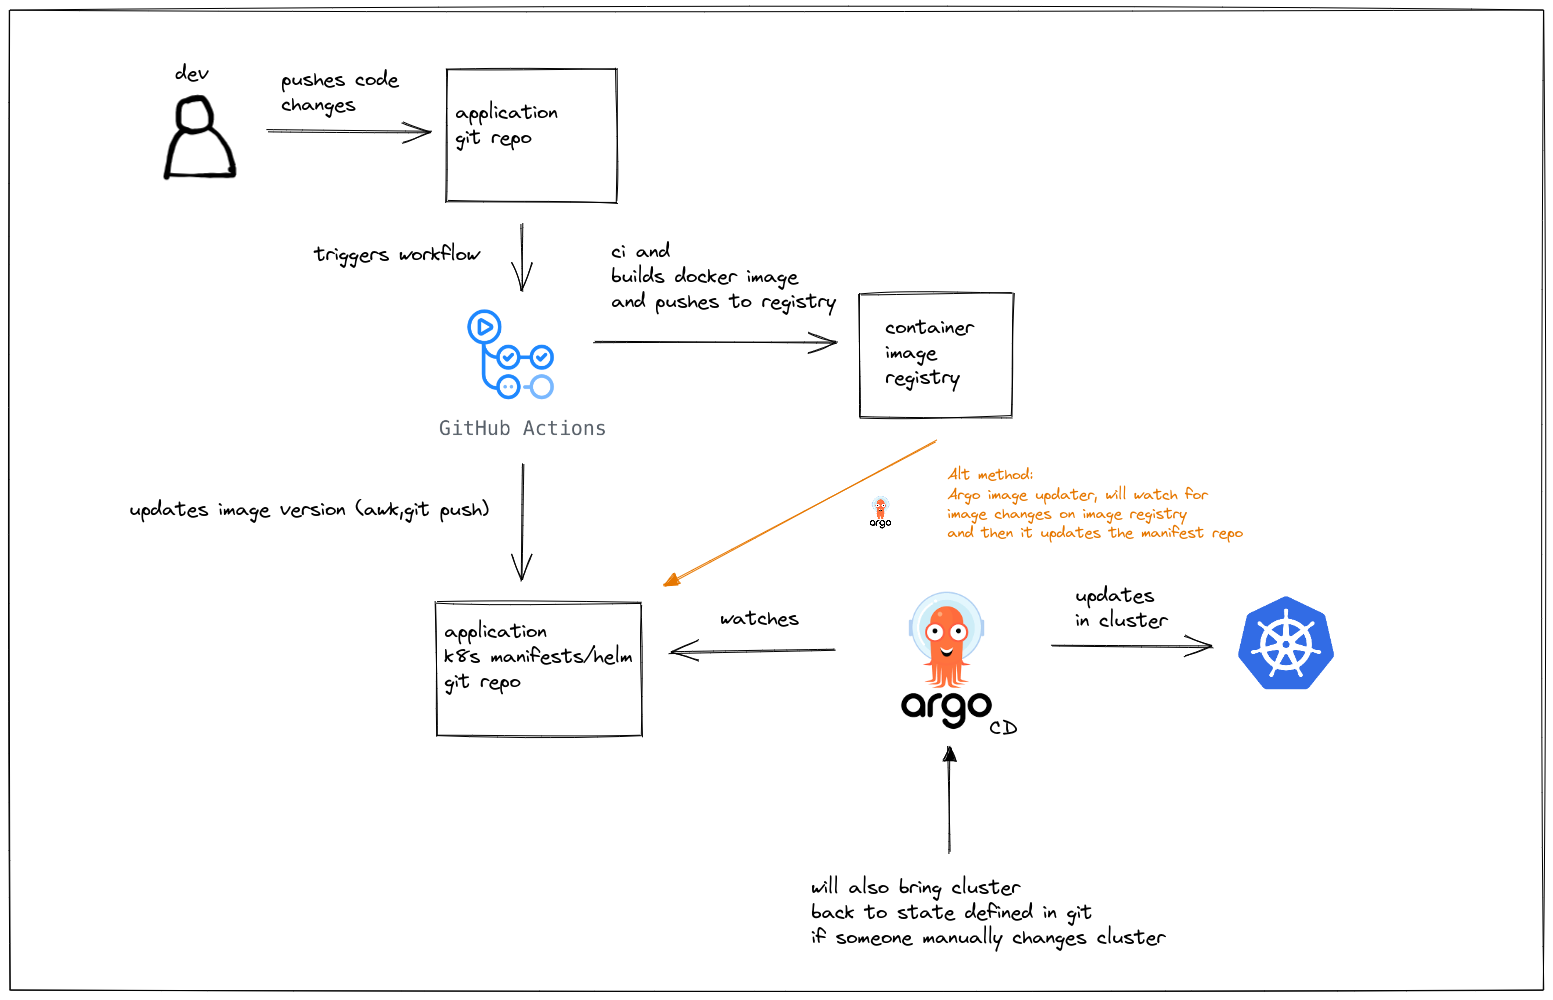 dev
pushes code
changes
application
git repo
triggers workflow
ci and
builds docker image
and pushes to registry
container
image
registry
GitHub Actions
updates image version (awk,git push)
Alt method:
Argo image updater, will watch for
image changes on image registry
and then it updates the manifest repo
argo
application
k8s manifests/helm
git repo
watches
argo
CD
updates
in cluster
will also bring cluster
back to state defined in git
if someone manually changes cluster